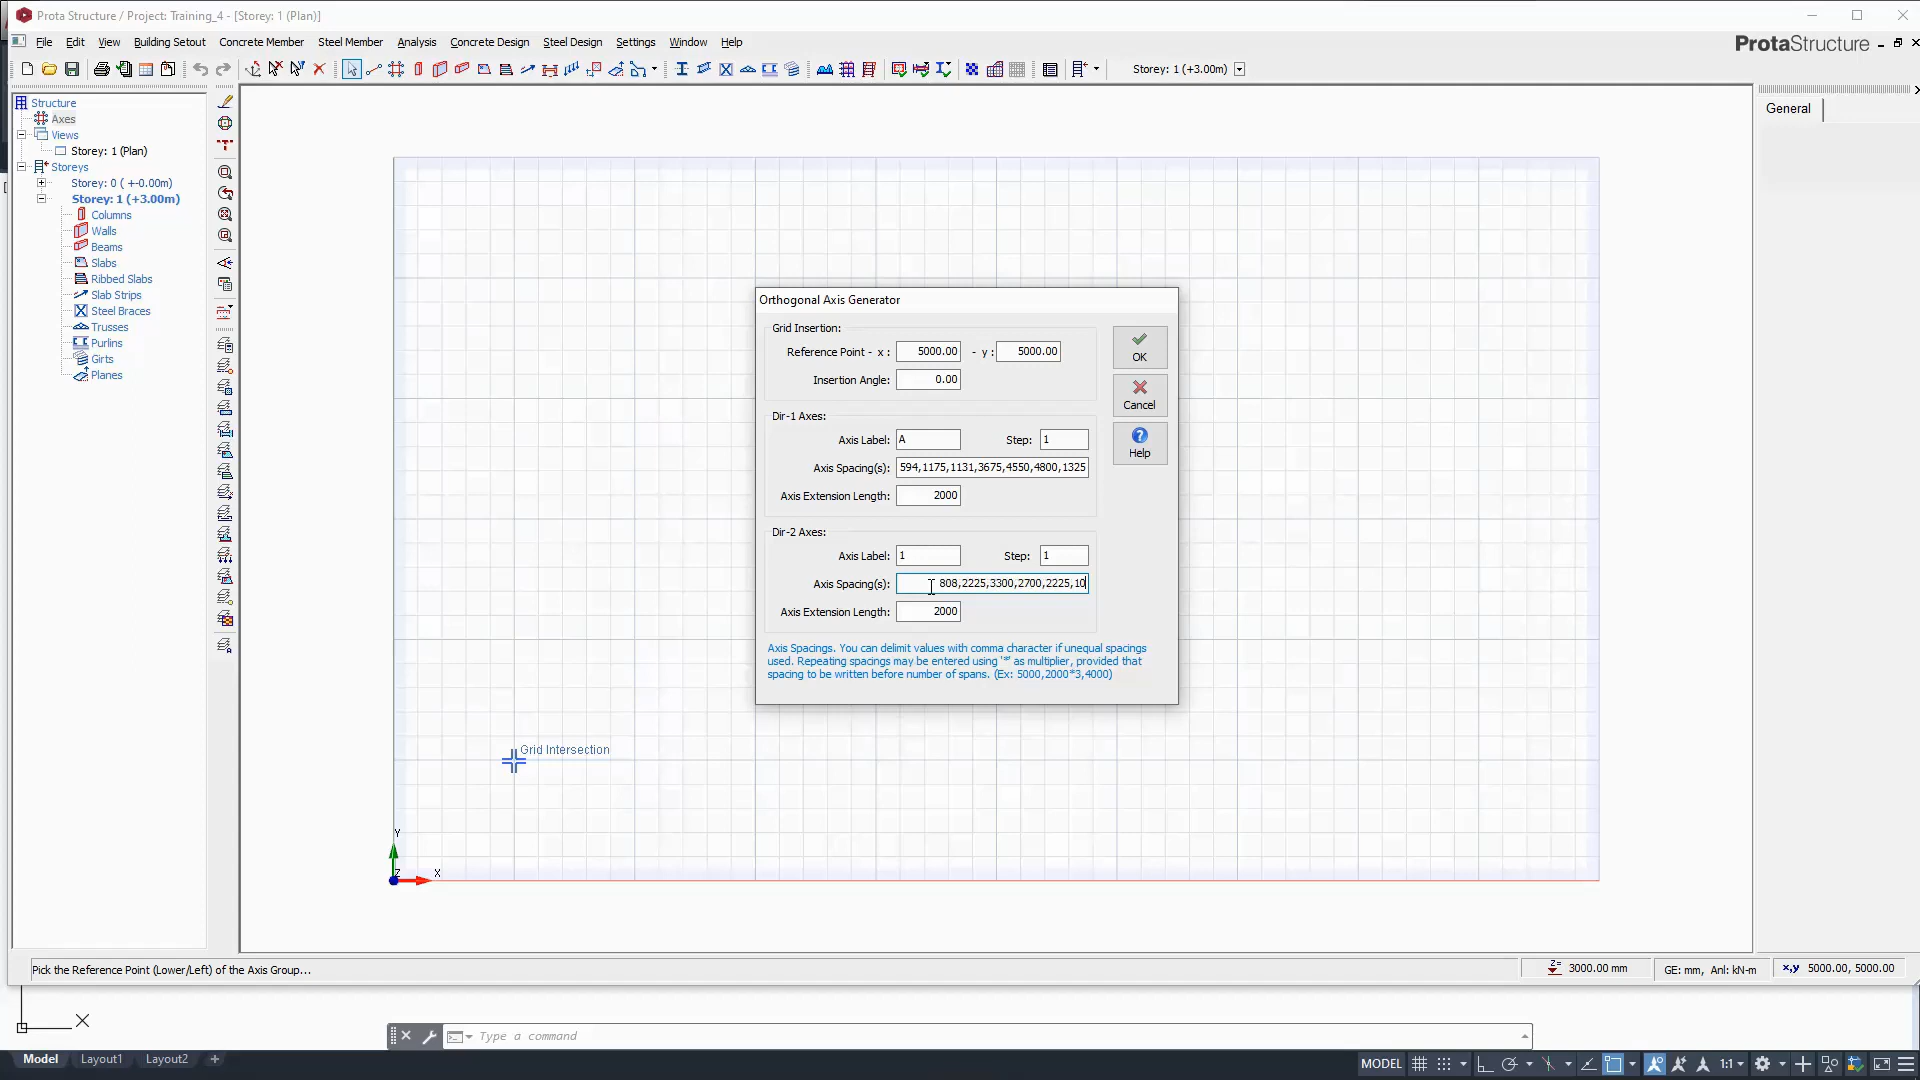 Prota Structure / Project: Training_4 - [Storey: 1 (Plan)]
File Edit View Building Setout Concrete Member Steel Member Analysis Concrete Design Steel Design Settings Window Help
ProtaStructure
Storey: 1 (+3.00m)
Structure
Axes
Views
Storey: 1 (Plan)
Storeys
Storey: 0 ( +-0.00m)
Storey: 1 (+3.00m)
Columns
Walls
Beams
Slabs
Ribbed Slabs
Slab Strips
Steel Braces
Trusses
Purlins
Girts
Planes
General
Orthogonal Axis Generator
Grid Insertion:
Reference Point - x : 5000.00 - y : 5000.00
Insertion Angle: 0.00
OK
Cancel
Help
Dir-1 Axes:
Axis Label: A Step: 1
Axis Spacing(s): 594,1175,1131,3675,4550,4800,1325
Axis Extension Length: 2000
Dir-2 Axes:
Axis Label: 1 Step: 1
Axis Spacing(s): 808,2225,3300,2700,2225,10
Axis Extension Length: 2000
Axis Spacings. You can delimit values with comma character if unequal spacings
used. Repeating spacings may be entered using '*' as multiplier, provided that
spacing to be written before number of spans. (Ex: 5000,2000*3,4000)
Grid Intersection
Y
Z
X
Pick the Reference Point (Lower/Left) of the Axis Group...
Z= 3000.00 mm
GE: mm, Anl: kN-m
x,y 5000.00, 5000.00
X
Type a command
Model Layout1 Layout2 +
MODEL
1:1